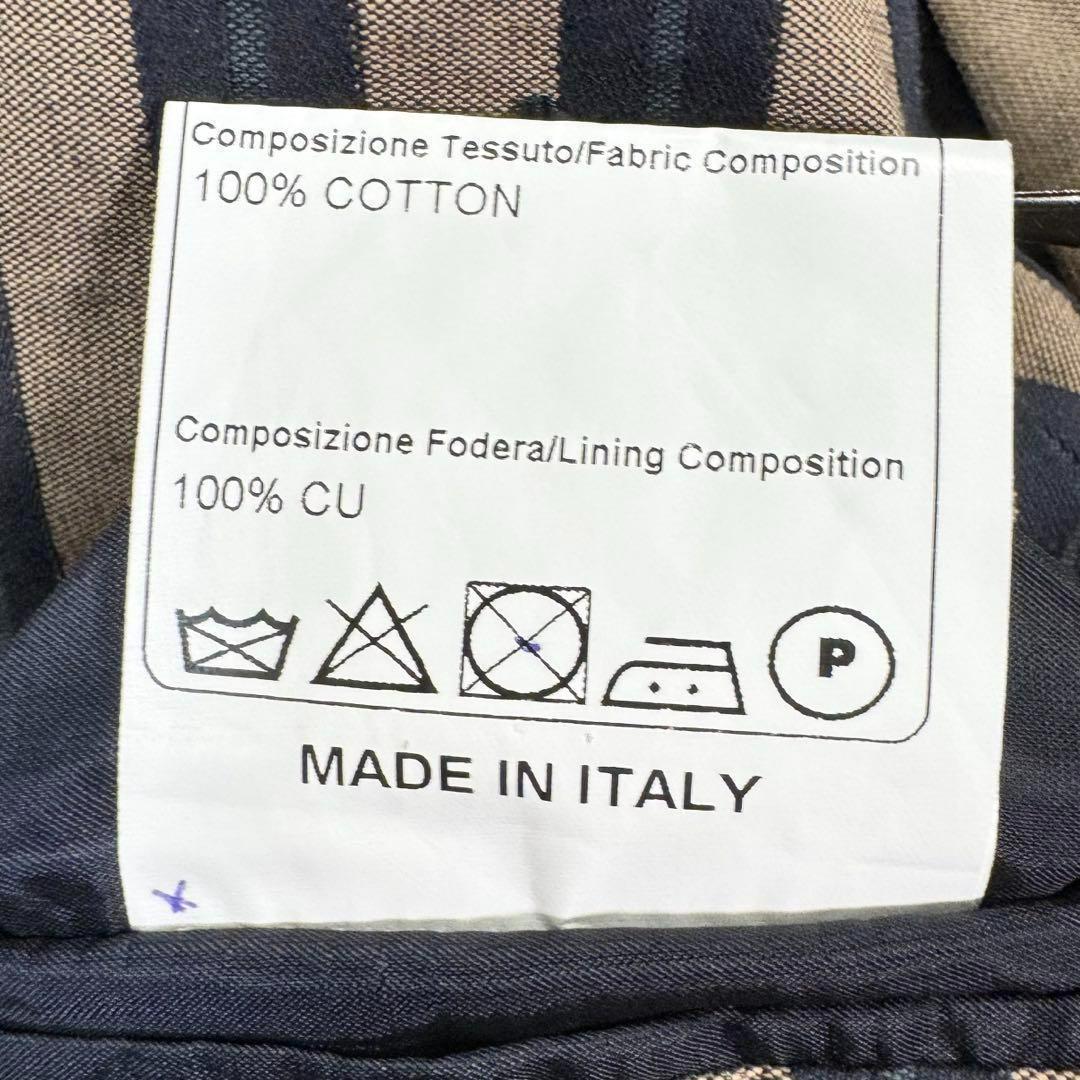 Composizione Tessuto/Fabric Composition
100% COTTON
Composizione Fodera/Lining Composition
100% CU
P
MADE IN ITALY